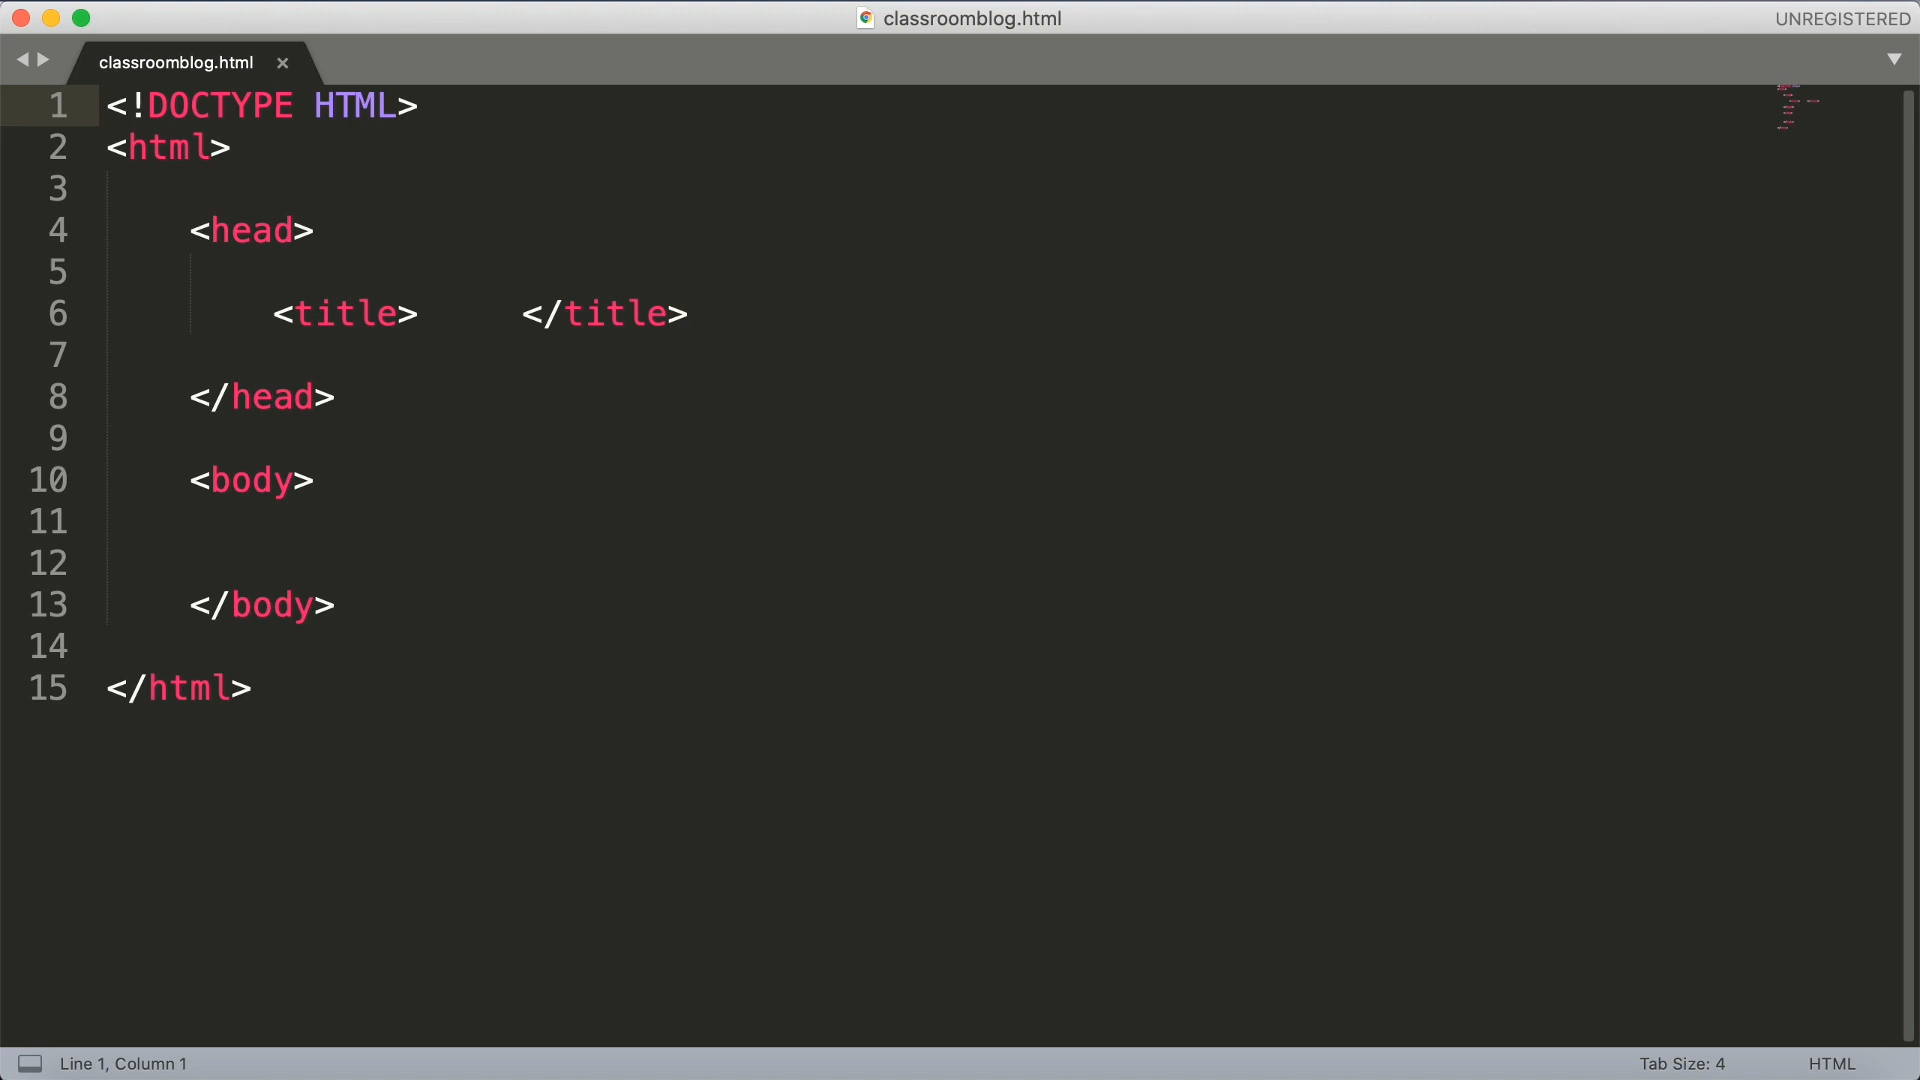 classroomblog.html
UNREGISTERED
classroomblog.html ×
1 <!DOCTYPE HTML>
2 <html>
3
4 <head>
5
6 <title> </title>
7
8 </head>
9
10 <body>
11
12
13 </body>
14
15 </html>
Line 1, Column 1
Tab Size: 4
HTML